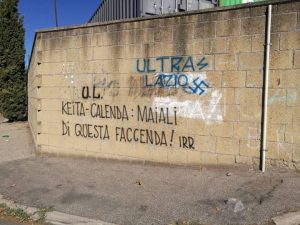 ULTRAS
LAZIO
O.L.
KEITA-CALENDA: MAIALI
Di QUESTA FACCENDA! IRR